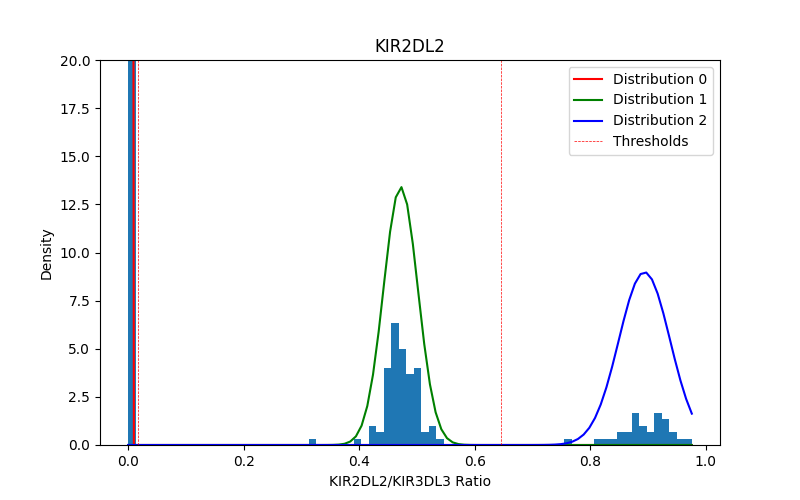 KIR2DL2
20.0
17.5
15.0
12.5
10.0
7.5
5.0
2.5
0.0
Density
Distribution 0
Distribution 1
Distribution 2
Thresholds
0.0 0.2 0.4 0.6 0.8 1.0
KIR2DL2/KIR3DL3 Ratio